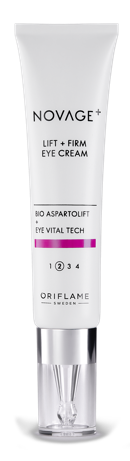 NOVAGE+
LIFT + FIRM
EYE CREAM
BIO ASPARTOLIFT
+
EYE VITAL TECH
1 2 3 4
ORIFLAME
SWEDEN